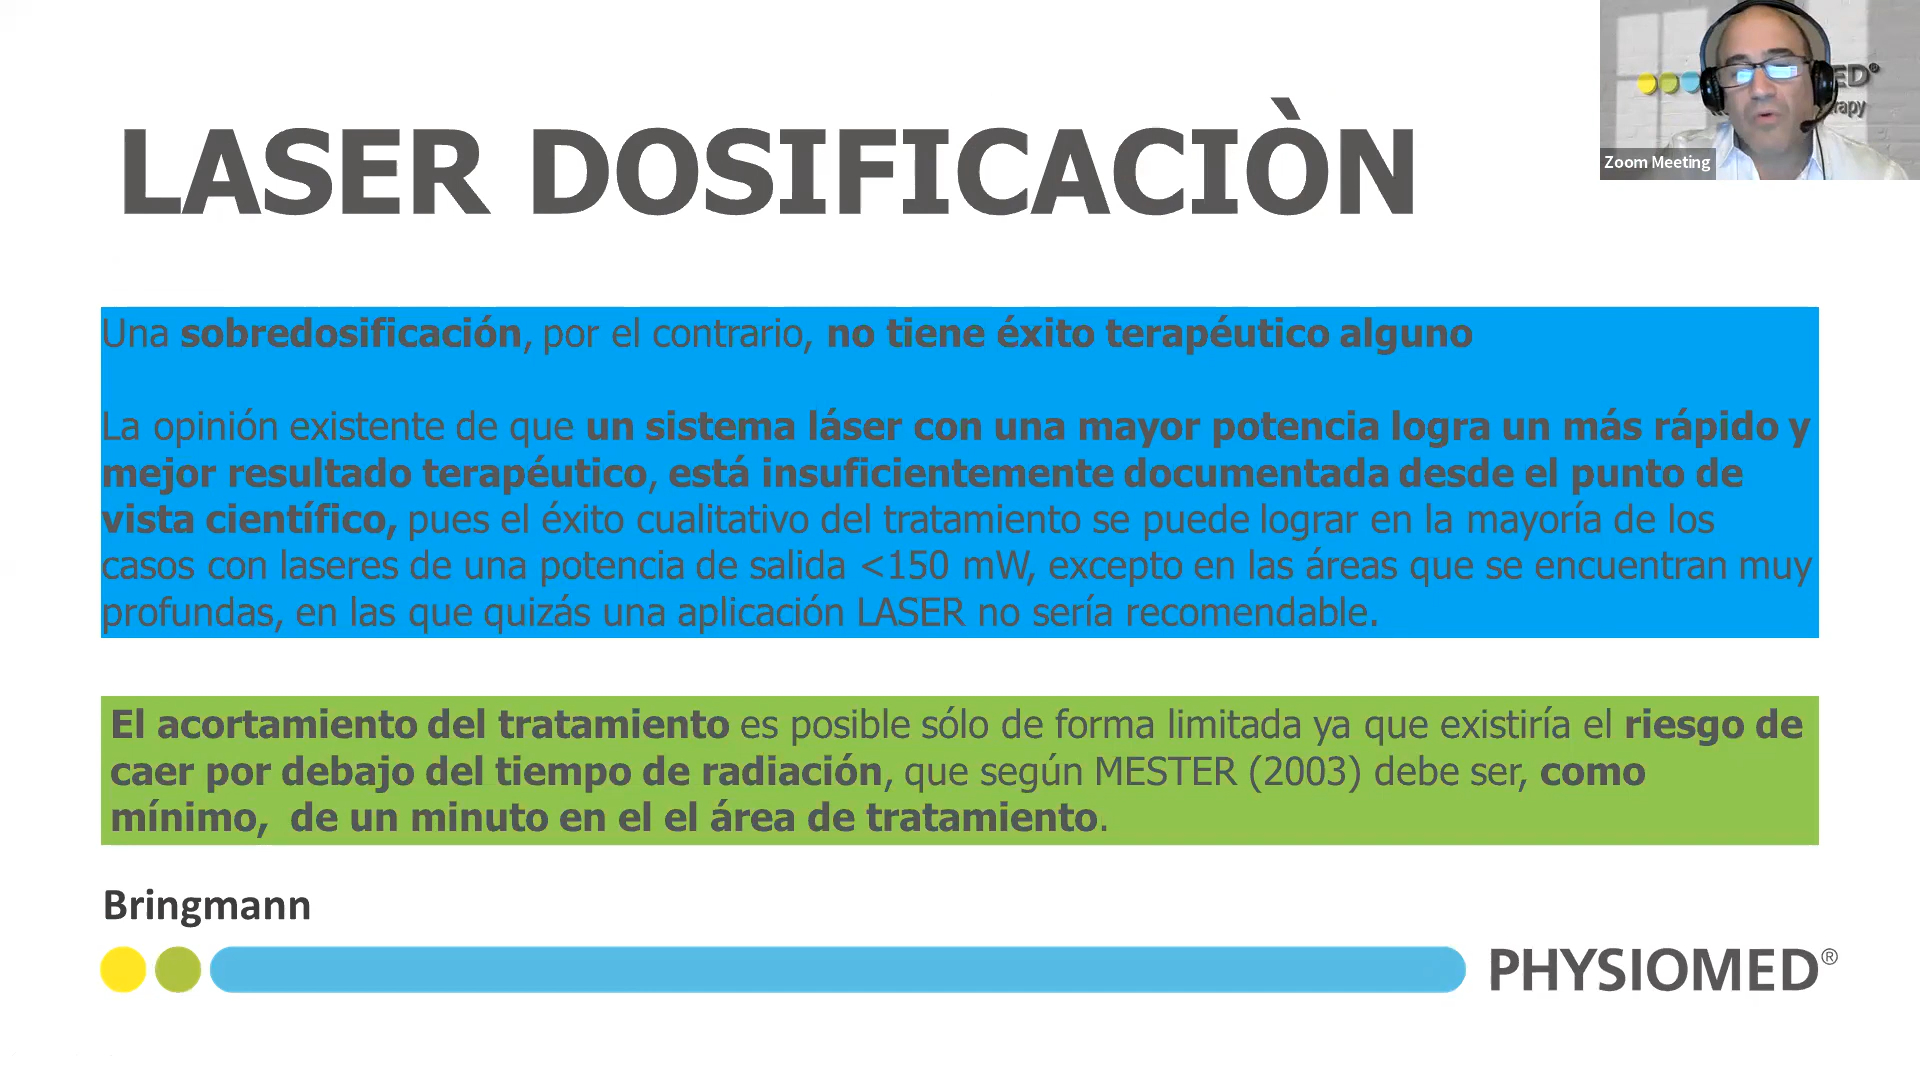 LASER DOSIFICACIÒN
Una sobredosificación, por el contrario, no tiene éxito terapéutico alguno
La opinión existente de que un sistema láser con una mayor potencia logra un más rápido y
mejor resultado terapéutico, está insuficientemente documentada desde el punto de
vista científico, pues el éxito cualitativo del tratamiento se puede lograr en la mayoría de los
casos con laseres de una potencia de salida <150 mW, excepto en las áreas que se encuentran muy
profundas, en las que quizás una aplicación LASER no sería recomendable.
El acortamiento del tratamiento es posible sólo de forma limitada ya que existiría el riesgo de
caer por debajo del tiempo de radiación, que según MESTER (2003) debe ser, como
mínimo,  de un minuto en el el área de tratamiento.
Bringmann
PHYSIOMED®
ED®
rapy
Zoom Meeting